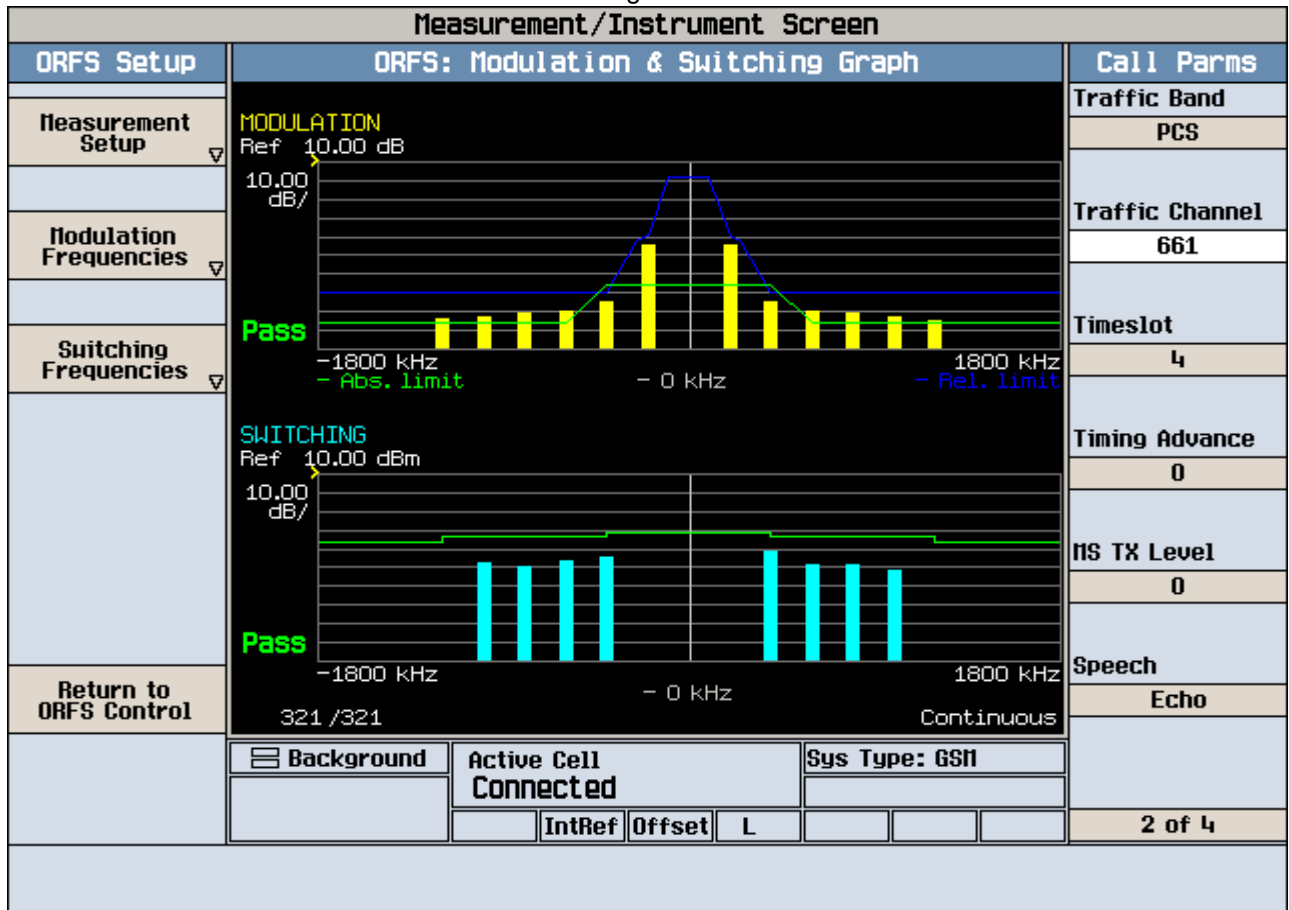 Measurement/Instrument Screen
ORFS Setup
ORFS: Modulation & Switching Graph
Call Parms
Measurement
Setup
Modulation
Frequencies
Switching
Frequencies
Return to
ORFS Control
MODULATION
Ref 10.00 dB
10.00
dB/
Pass
-1800 kHz
1800 kHz
- Abs. limit
- 0 kHz
- Rel. limit
SWITCHING
Ref 10.00 dBm
10.00
dB/
Pass
-1800 kHz
1800 kHz
- 0 kHz
321 /321
Continuous
Background
Active Cell
Connected
Sys Type: GSM
IntRef
Offset
L
Traffic Band
PCS
Traffic Channel
661
Timeslot
4
Timing Advance
0
MS TX Level
0
Speech
Echo
2 of 4